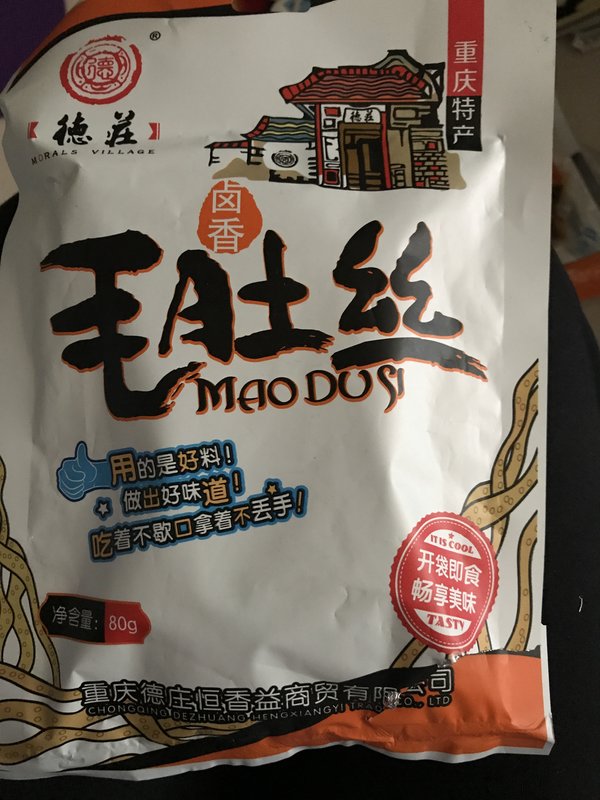 ®
德莊
MORALS VILLAGE
重庆特产
德莊
卤香
毛肚丝
MAO DU SI
用的是好料！
做出好味道！
吃着不歇口拿着不丢手！
IT IS COOL
开袋即食
畅享美味
TASTY
净含量： 80g
重庆德庄恒香益商贸有限公司
CHONGQING DEZHUANG HENGXIANGYI TRAD CO., LTD